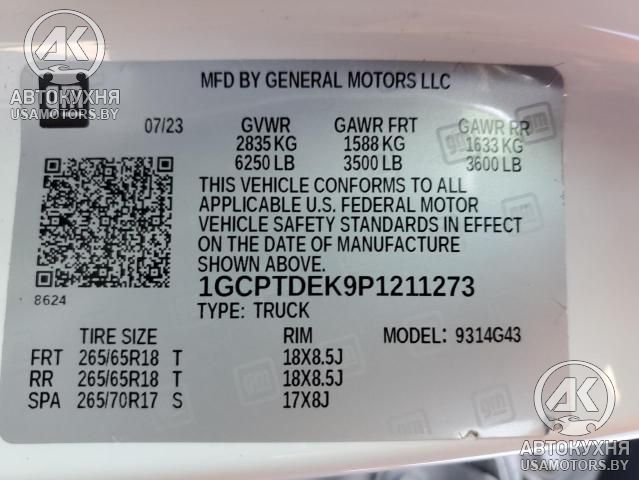 AK
АВТОКУХНЯ
USAMOTORS.BY
gm
MFD BY GENERAL MOTORS LLC
07/23 GVWR GAWR FRT GAWR RR
2835 KG 1588 KG 1633 KG
6250 LB 3500 LB 3600 LB
THIS VEHICLE CONFORMS TO ALL
APPLICABLE U.S. FEDERAL MOTOR
VEHICLE SAFETY STANDARDS IN EFFECT
ON THE DATE OF MANUFACTURE
SHOWN ABOVE.
8624
1GCPTDEK9P1211273
TYPE: TRUCK
TIRE SIZE RIM MODEL: 9314G43
FRT 265/65R18 T 18X8.5J
RR 265/65R18 T 18X8.5J
SPA 265/70R17 S 17X8J
AK
АВТОКУХНЯ
USAMOTORS.BY